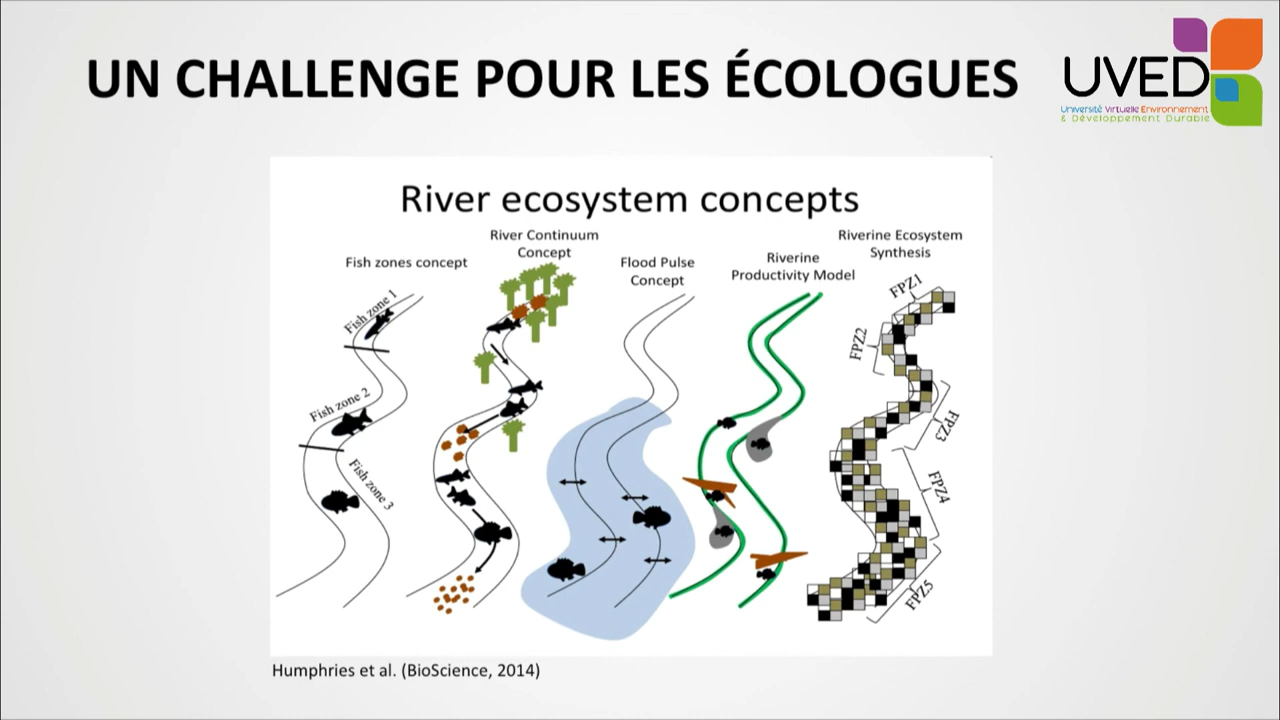 UN CHALLENGE POUR LES ÉCOLOGUES
UVED
Université Virtuelle Environnement
& Développement Durable
River ecosystem concepts
Fish zones concept
River Continuum
Concept
Flood Pulse
Concept
Riverine
Productivity Model
Riverine Ecosystem
Synthesis
Fish zone 1
Fish zone 2
Fish zone 3
FPZ1
FPZ2
FPZ3
FPZ4
FPZ5
Humphries et al. (BioScience, 2014)